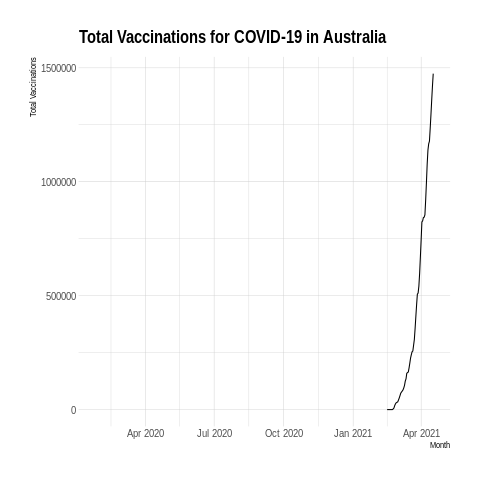 Total Vaccinations for COVID-19 in Australia
Total Vaccinations
1500000
1000000
500000
0
Apr 2020
Jul 2020
Oct 2020
Jan 2021
Apr 2021
Month